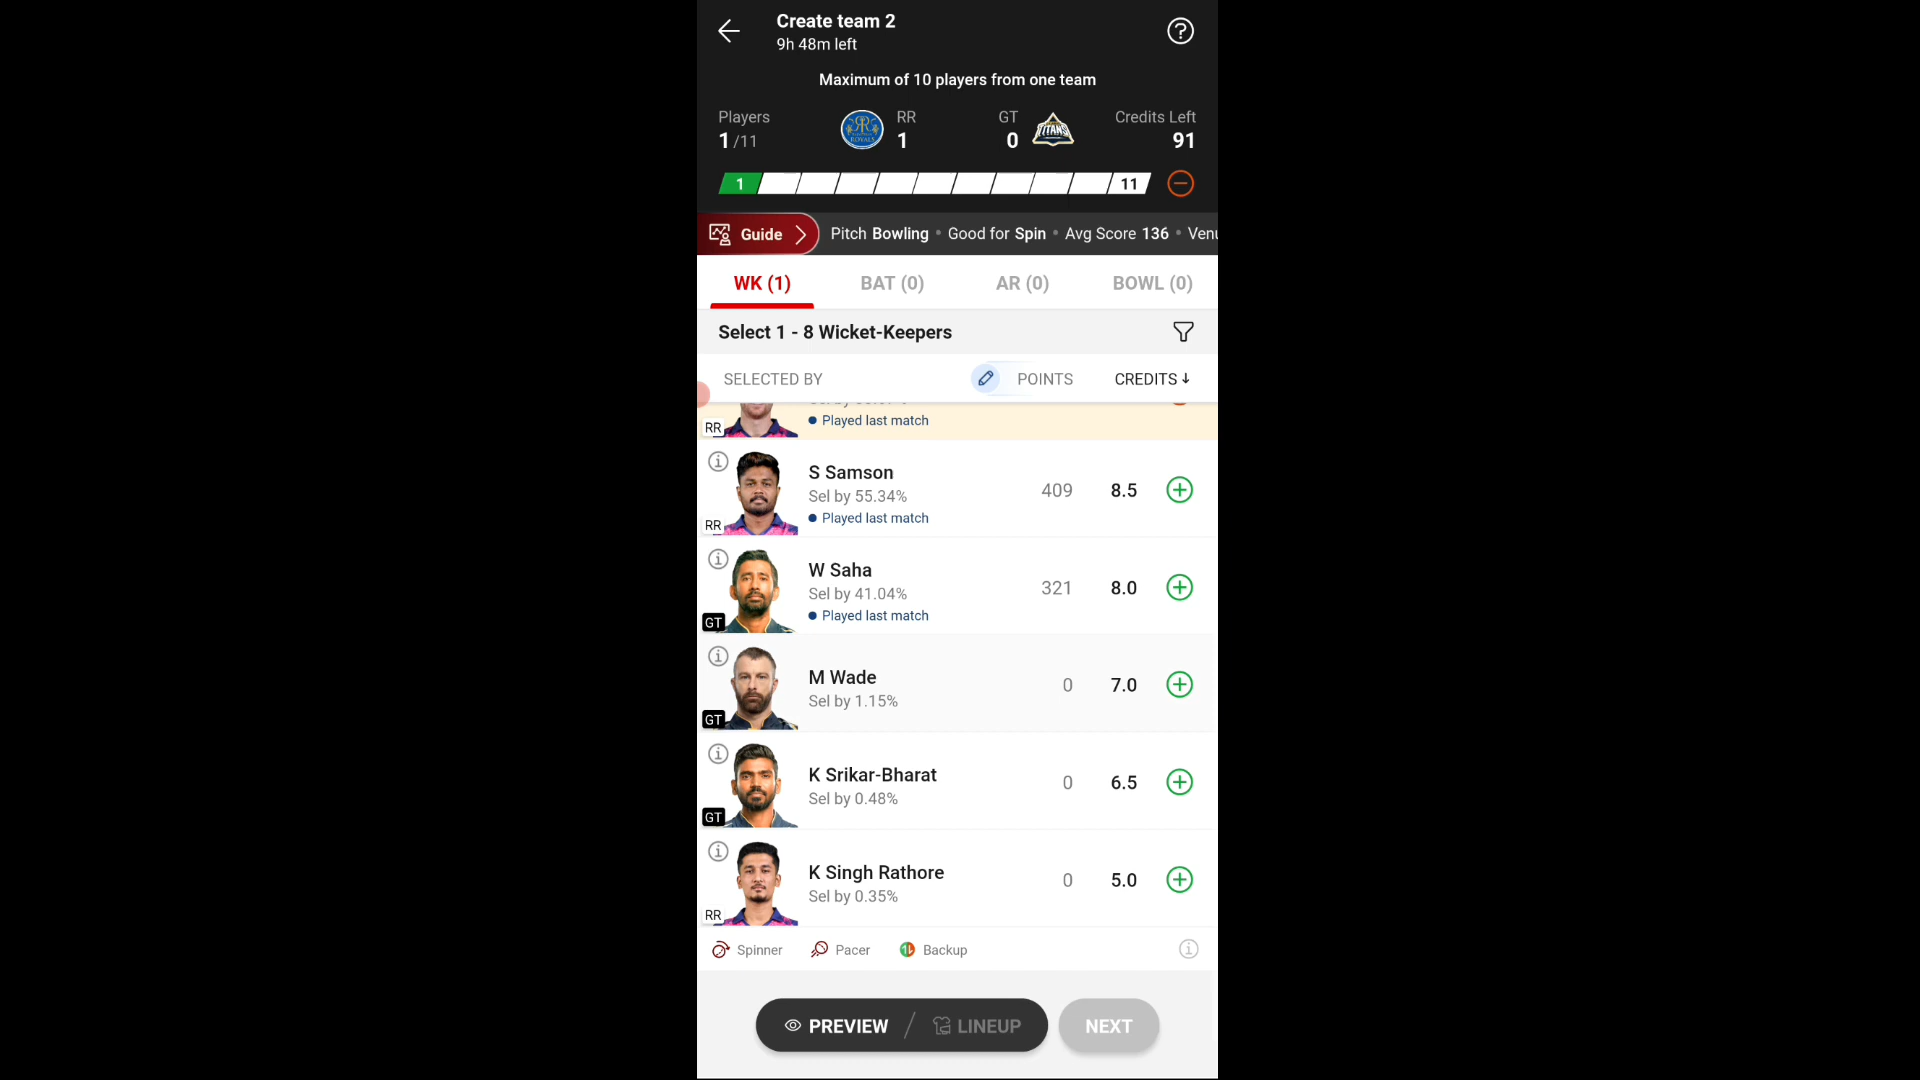 Create team 2
9h 48m left
Maximum of 10 players from one team
Players
1/11
RR
1
GT
0
TITANS
Credits Left
91
1
11
Guide
Pitch Bowling • Good for Spin • Avg Score 136 • Venu
WK (1)
BAT (0)
AR (0)
BOWL (0)
Select 1 - 8 Wicket-Keepers
SELECTED BY
POINTS
CREDITS
RR
Played last match
S Samson
Sel by 55.34%
409
8.5
Played last match
RR
W Saha
Sel by 41.04%
321
8.0
Played last match
GT
M Wade
Sel by 1.15%
0
7.0
GT
K Srikar-Bharat
Sel by 0.48%
0
6.5
GT
K Singh Rathore
Sel by 0.35%
0
5.0
RR
Spinner
Pacer
Backup
PREVIEW
LINEUP
NEXT